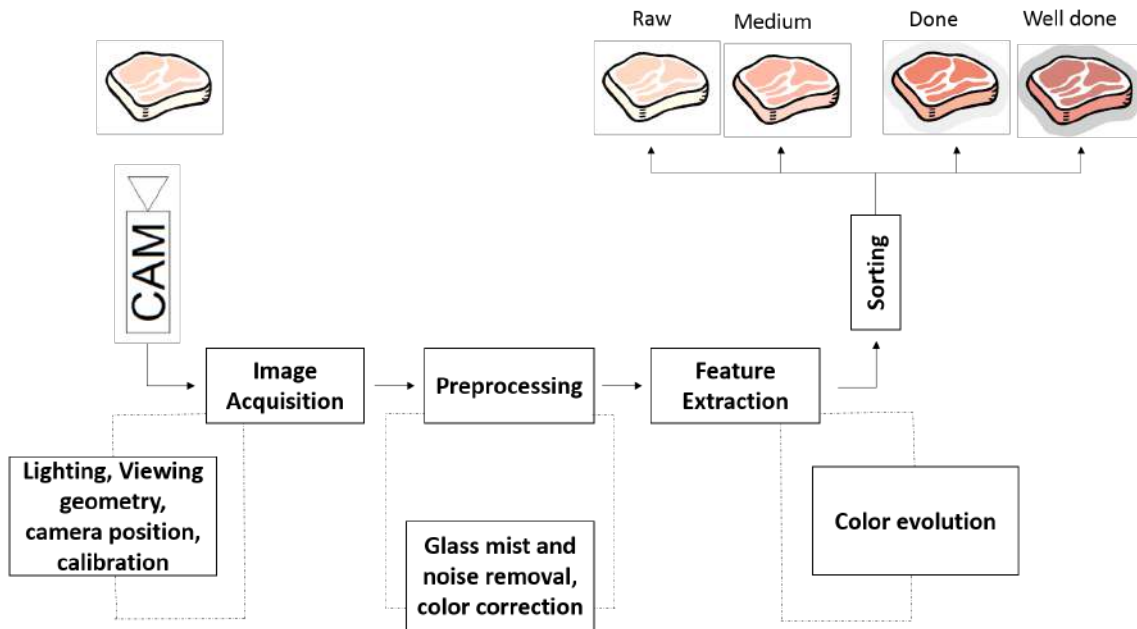 Raw
Medium
Done
Well done
CAM
Sorting
Image
Acquisition
Preprocessing
Feature
Extraction
Lighting, Viewing
geometry,
camera position,
calibration
Glass mist and
noise removal,
color correction
Color evolution